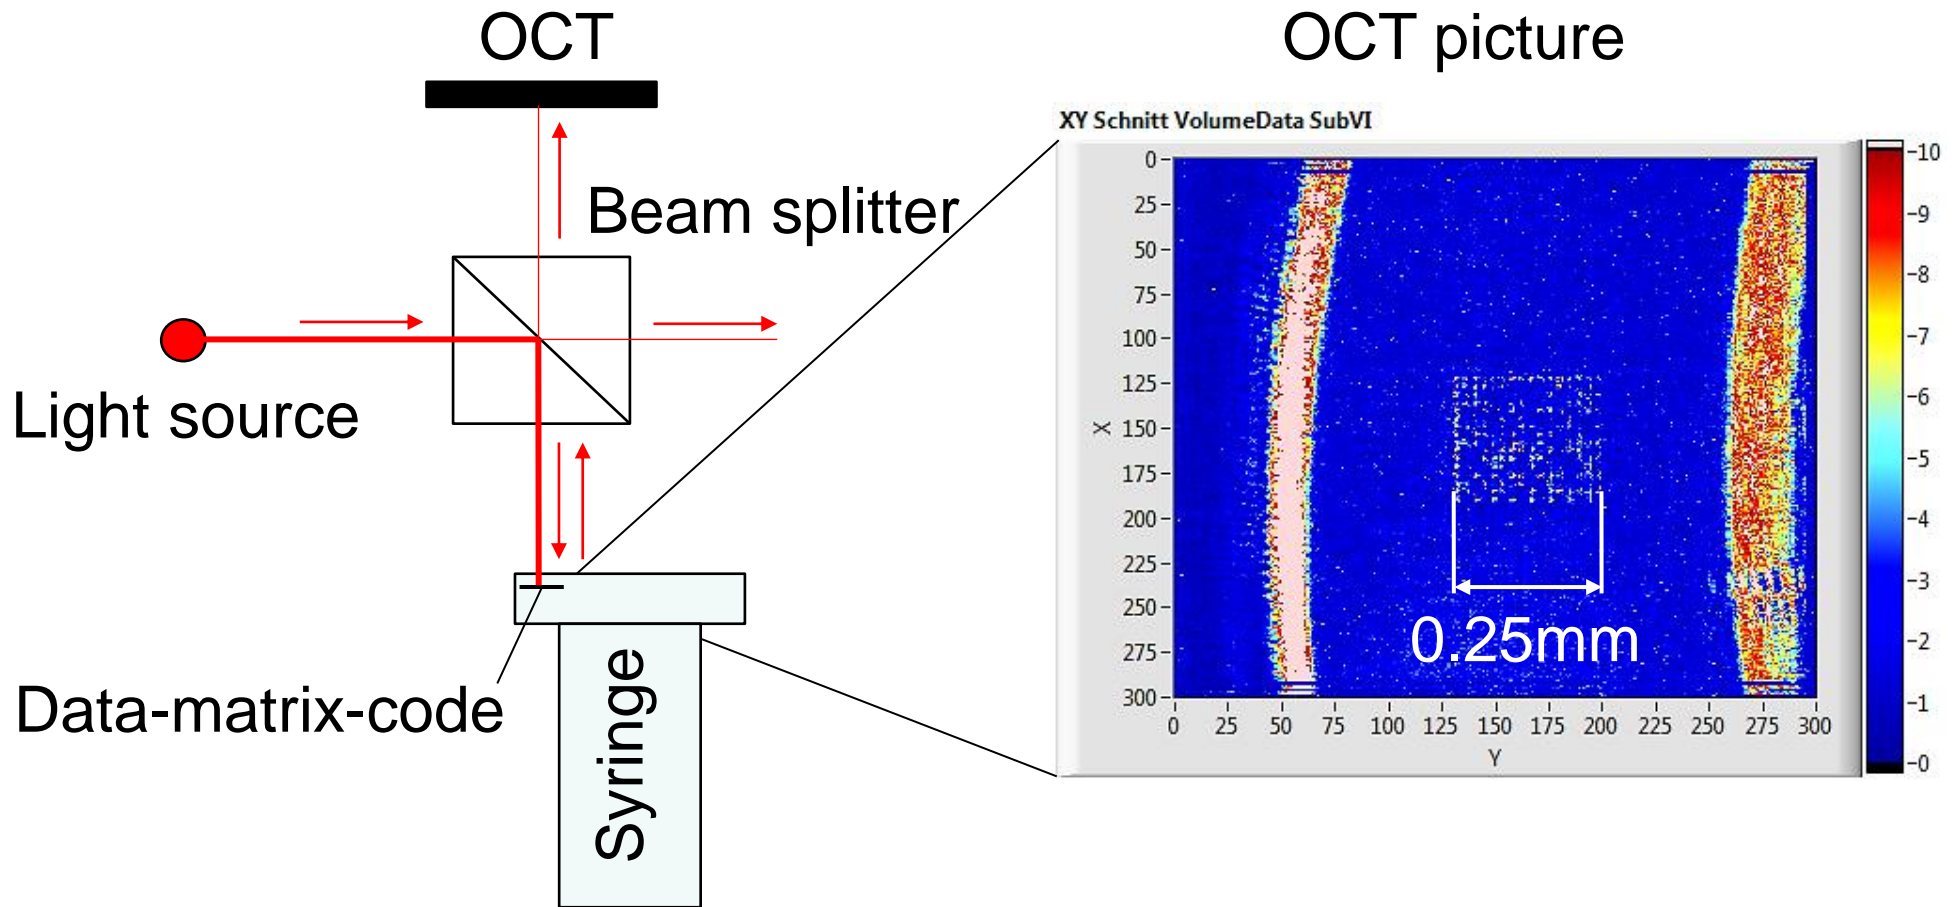 OCT
OCT picture
Beam splitter
Light source
Data-matrix-code
Syringe
XY Schnitt VolumeData SubVI
0
25
50
75
100
125
150
175
200
225
250
275
300
X
0 25 50 75 100 125 150 175 200 225 250 275 300
Y
0.25mm
-10
-9
-8
-7
-6
-5
-4
-3
-2
-1
-0